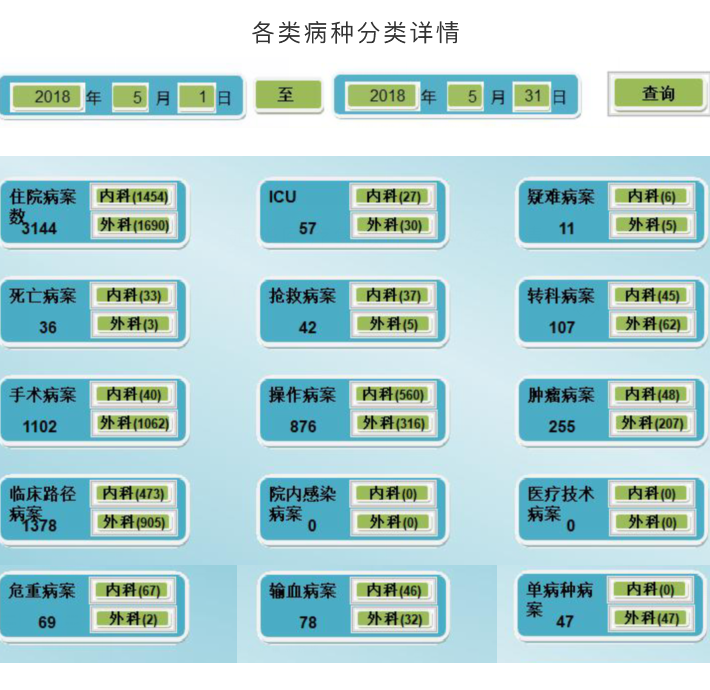 各类病种分类详情
2018 年 5 月 1 日 至 2018 年 5 月 31 日 查询
住院病案数 3144 内科(1454) 外科(1690)
ICU 57 内科(27) 外科(30)
疑难病案 11 内科(6) 外科(5)
死亡病案 36 内科(33) 外科(3)
抢救病案 42 内科(37) 外科(5)
转科病案 107 内科(45) 外科(62)
手术病案 1102 内科(40) 外科(1062)
操作病案 876 内科(560) 外科(316)
肿瘤病案 255 内科(48) 外科(207)
临床路径病案 1378 内科(473) 外科(905)
院内感染病案 0 内科(0) 外科(0)
医疗技术病案 0 内科(0) 外科(0)
危重病案 69 内科(67) 外科(2)
输血病案 78 内科(46) 外科(32)
单病种病案 47 内科(0) 外科(47)